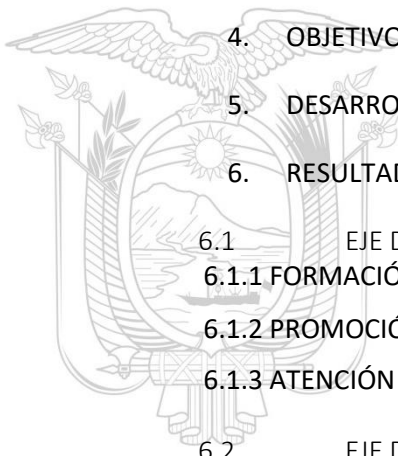 4. OBJETIVO
5. DESARRO
6. RESULTAD
6.1 EJE D
6.1.1 FORMACIÓ
6.1.2 PROMOCIÓ
6.1.3 ATENCIÓN
6.2 EJE D